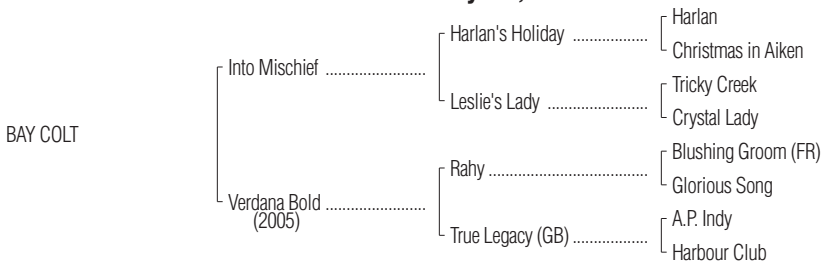 Harlan
Harlan's Holiday ..................
Christmas in Aiken
Into Mischief ........................
Tricky Creek
Leslie's Lady .......................
Crystal Lady
BAY COLT
Blushing Groom (FR)
Rahy .....................................
Glorious Song
Verdana Bold ........................
(2005)
A.P. Indy
True Legacy (GB) ..................
Harbour Club